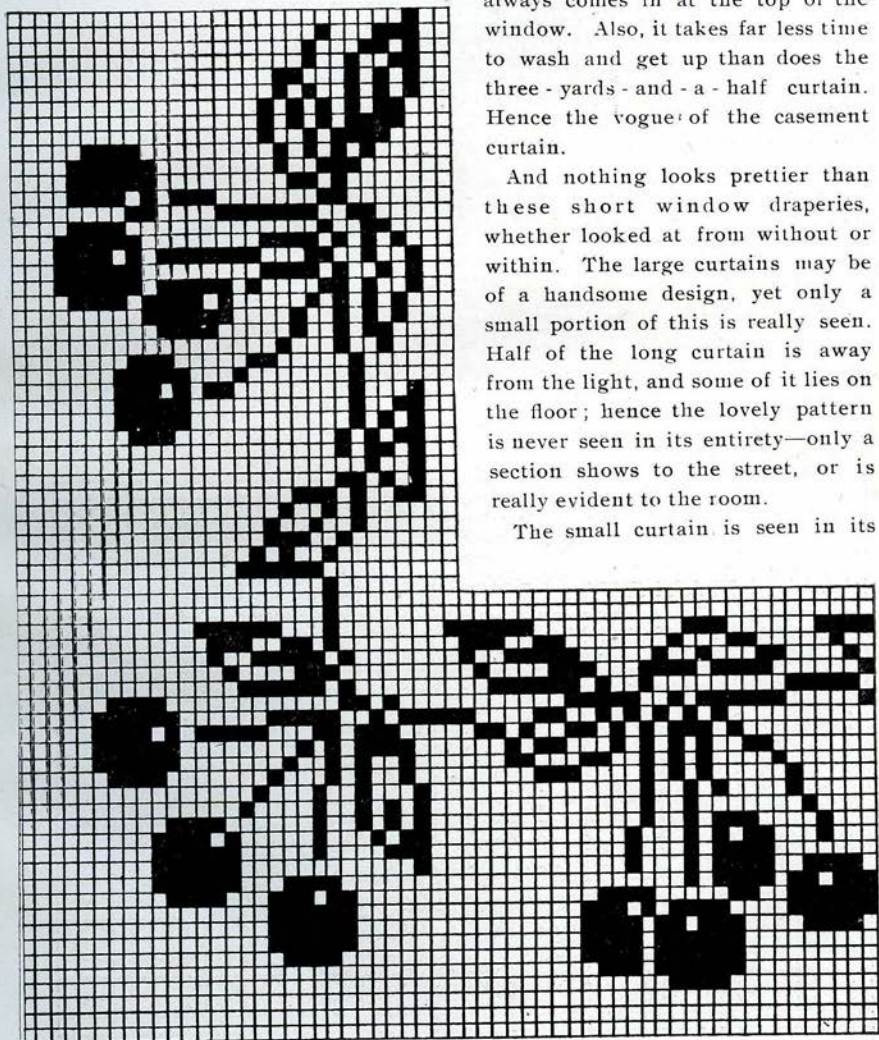 always comes in at the top of the
window. Also, it takes far less time
to wash and get up than does the
three - yards - and - a - half curtain.
Hence the vogue of the casement
curtain.
And nothing looks prettier than
these short window draperies,
whether looked at from without or
within. The large curtains may be
of a handsome design, yet only a
small portion of this is really seen.
Half of the long curtain is away
from the light, and some of it lies on
the floor; hence the lovely pattern
is never seen in its entirety—only a
section shows to the street, or is
really evident to the room.
The small curtain is seen in its